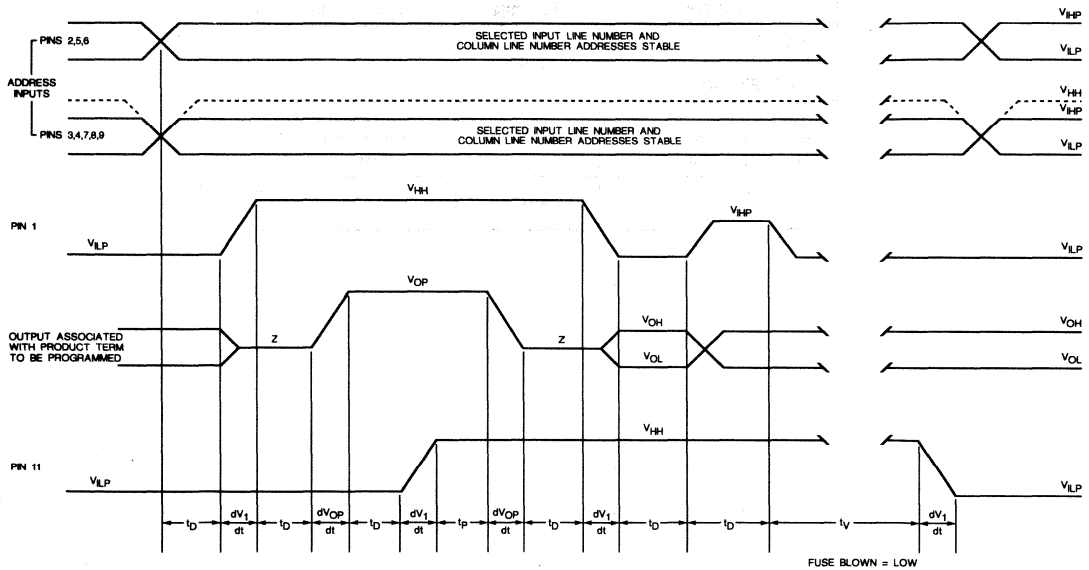 PINS 2,5,6
SELECTED INPUT LINE NUMBER AND
COLUMN LINE NUMBER ADDRESSES STABLE
VIHP
VILP
ADDRESS
INPUTS
VHH
VIHP
PINS 3,4,7,8,9
SELECTED INPUT LINE NUMBER AND
COLUMN LINE NUMBER ADDRESSES STABLE
VILP
VHH
VIHP
PIN 1
VILP
VILP
VOP
OUTPUT ASSOCIATED
WITH PRODUCT TERM
TO BE PROGRAMMED
Z
Z
VOH
VOL
VOH
VOL
VHH
PIN 11
VILP
VILP
tD
dV1
dt
tD
dVOP
dt
tD
dV1
dt
tP
dVOP
dt
tD
dV1
dt
tD
tD
tV
dV1
dt
FUSE BLOWN = LOW